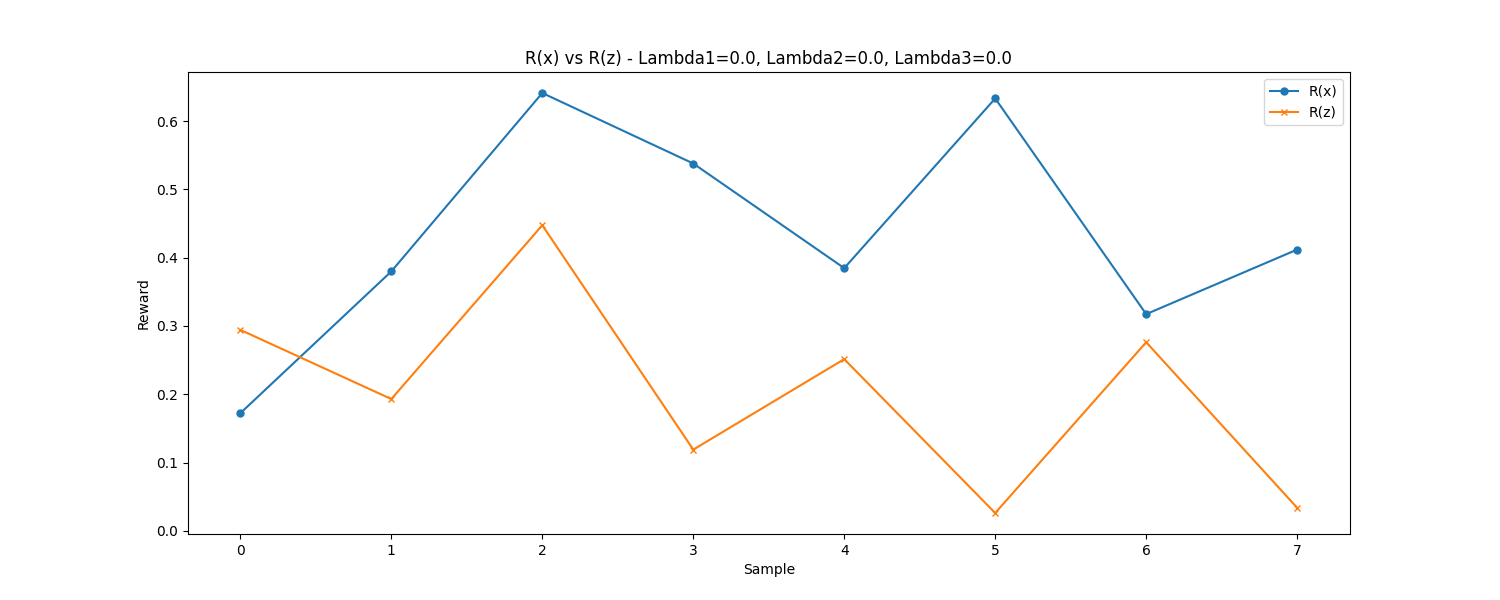 R(x) vs R(z) - Lambda1=0.0, Lambda2=0.0, Lambda3=0.0
R(x)
R(z)
Reward
0.6
0.5
0.4
0.3
0.2
0.1
0.0
0 1 2 3 4 5 6 7
Sample